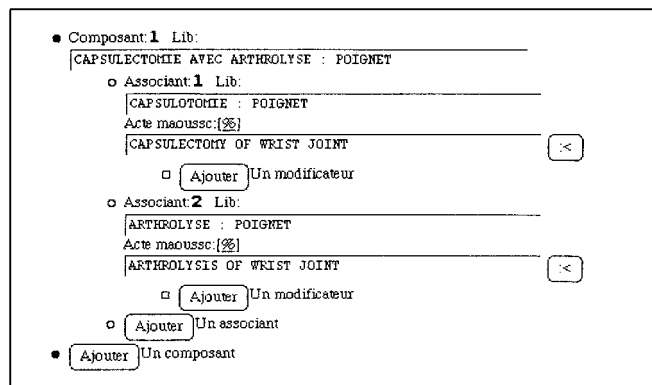 Composant:1 Lib:
CAPSULECTOMIE AVEC ARTHROLYSE : POIGNET
Associant:1 Lib:
CAPSULOTOMIE : POIGNET
Acte maoussc:[%]
CAPSULECTOMY OF WRIST JOINT :<
Ajouter Un modificateur
Associant:2 Lib:
ARTHROLYSE : POIGNET
Acte maoussc:[%]
ARTHROLYSIS OF WRIST JOINT :<
Ajouter Un modificateur
Ajouter Un associant
Ajouter Un composant